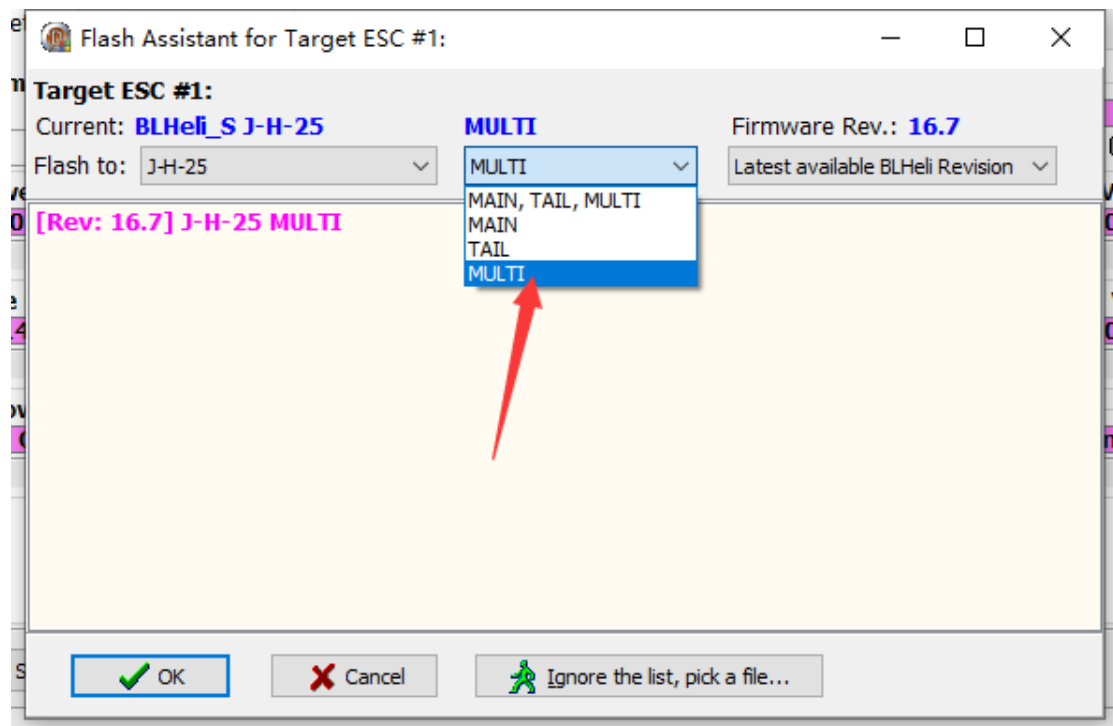 Flash Assistant for Target ESC #1:
Target ESC #1:
Current: BLHeli_S J-H-25 MULTI Firmware Rev.: 16.7
Flash to: J-H-25 MULTI Latest available BLHeli Revision
MAIN, TAIL, MULTI
MAIN
TAIL
MULTI
[Rev: 16.7] J-H-25 MULTI
OK Cancel Ignore the list, pick a file...